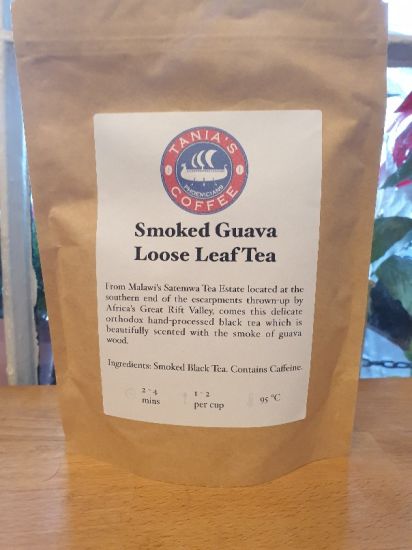 TANIA'S
PHOENICIANS
COFFEE
Smoked Guava
Loose Leaf Tea
From Malawi's Satemwa Tea Estate located at the
southern end of the escarpments thrown-up by
Africa's Great Rift Valley, comes this delicate
orthodox hand-processed black tea which is
beautifully scented with the smoke of guava
wood.
Ingredients: Smoked Black Tea. Contains Caffeine.
2 - 4
mins
1 - 2
per cup
95 °C